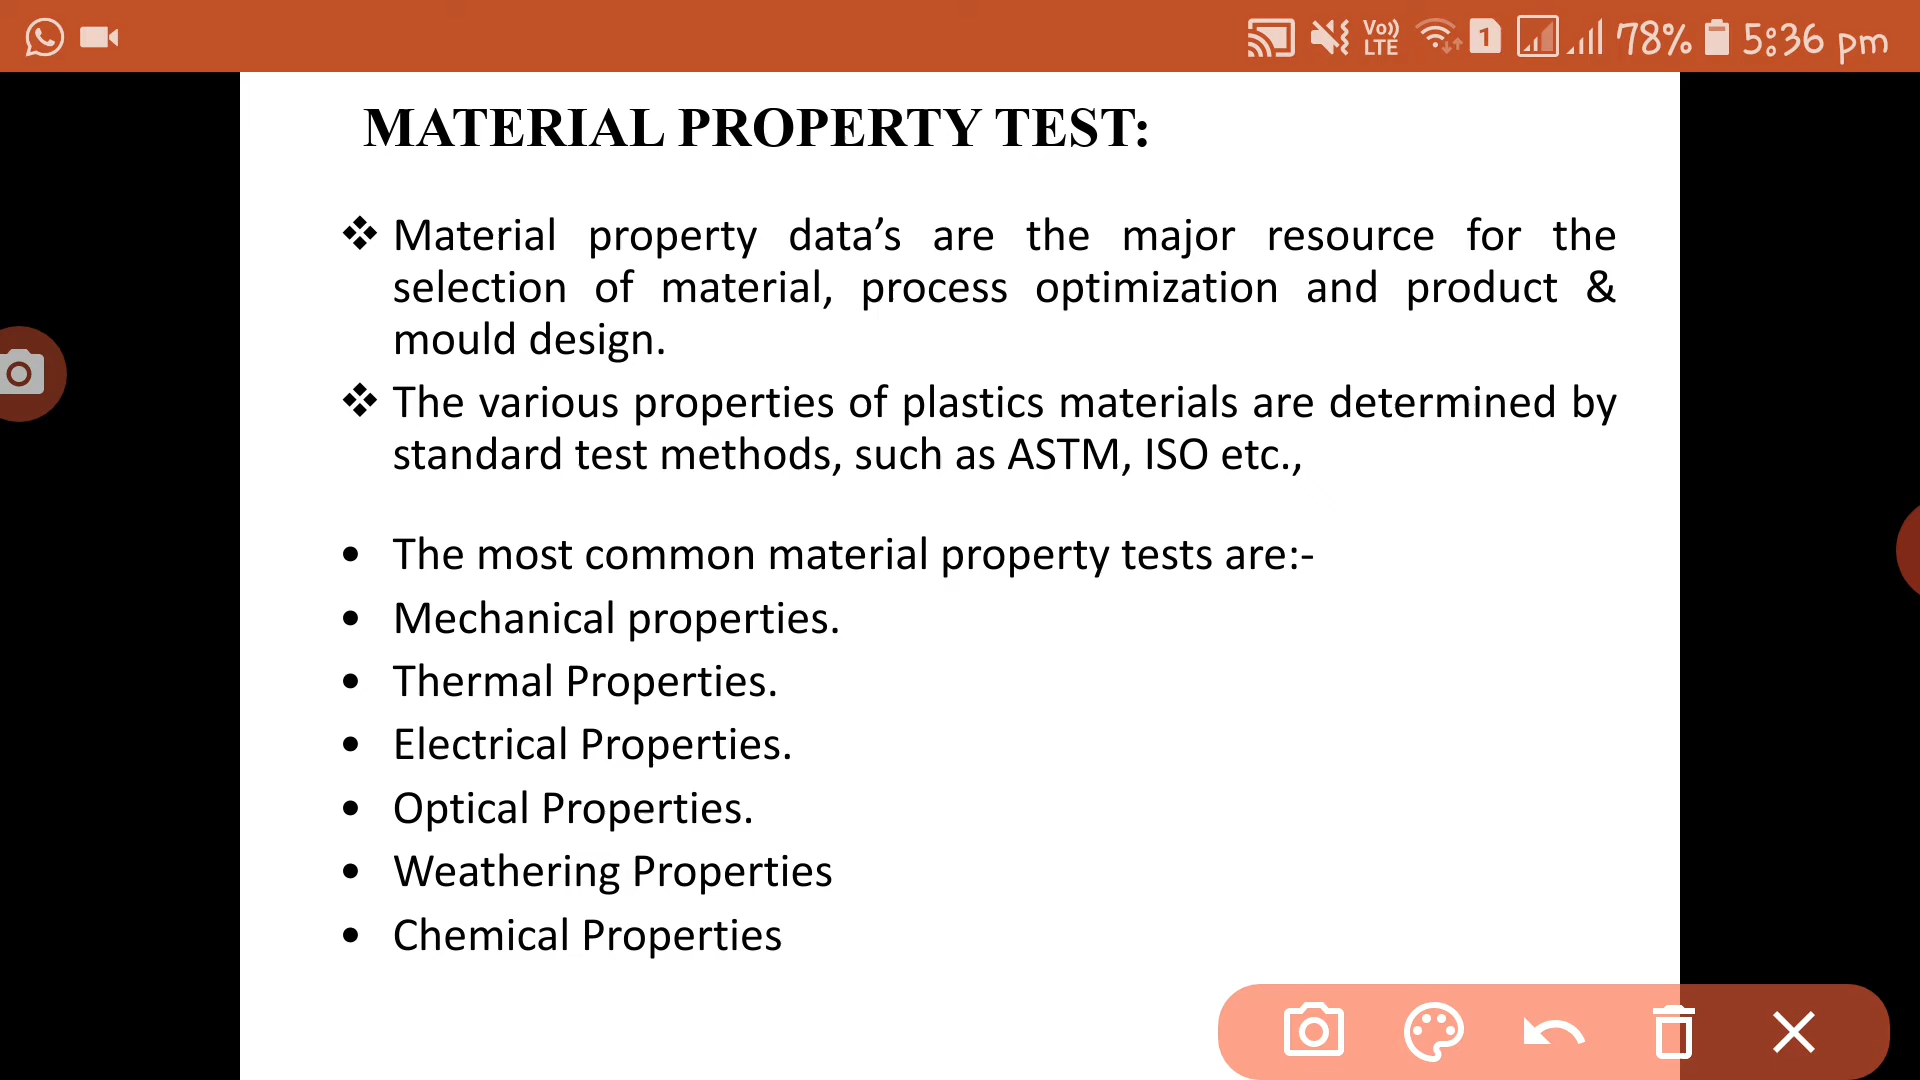 Vo)) LTE 1 78% 5:36 pm
MATERIAL PROPERTY TEST:
❖ Material property data’s are the major resource for the
selection of material, process optimization and product &
mould design.
❖ The various properties of plastics materials are determined by
standard test methods, such as ASTM, ISO etc.,
• The most common material property tests are:-
• Mechanical properties.
• Thermal Properties.
• Electrical Properties.
• Optical Properties.
• Weathering Properties
• Chemical Properties